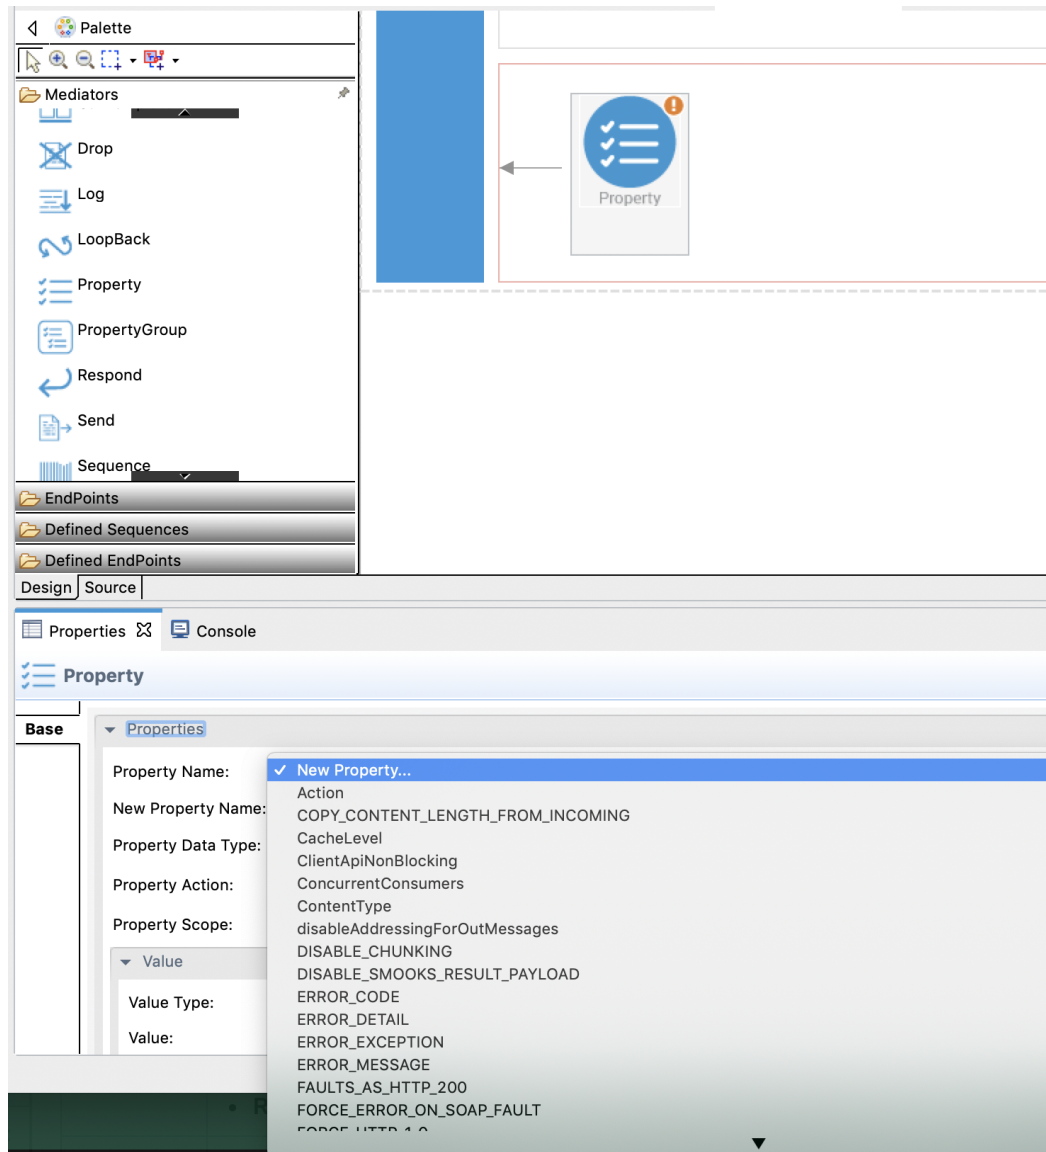 Palette
Mediators
Drop
Log
LoopBack
Property
PropertyGroup
Respond
Send
Sequence
EndPoints
Defined Sequences
Defined EndPoints
Property
Design
Source
Properties
Console
Property
Base
Properties
Property Name:
New Property Name:
Property Data Type:
Property Action:
Property Scope:
Value
Value Type:
Value:
New Property...
Action
COPY_CONTENT_LENGTH_FROM_INCOMING
CacheLevel
ClientApiNonBlocking
ConcurrentConsumers
ContentType
disableAddressingForOutMessages
DISABLE_CHUNKING
DISABLE_SMOOKS_RESULT_PAYLOAD
ERROR_CODE
ERROR_DETAIL
ERROR_EXCEPTION
ERROR_MESSAGE
FAULTS_AS_HTTP_200
FORCE_ERROR_ON_SOAP_FAULT